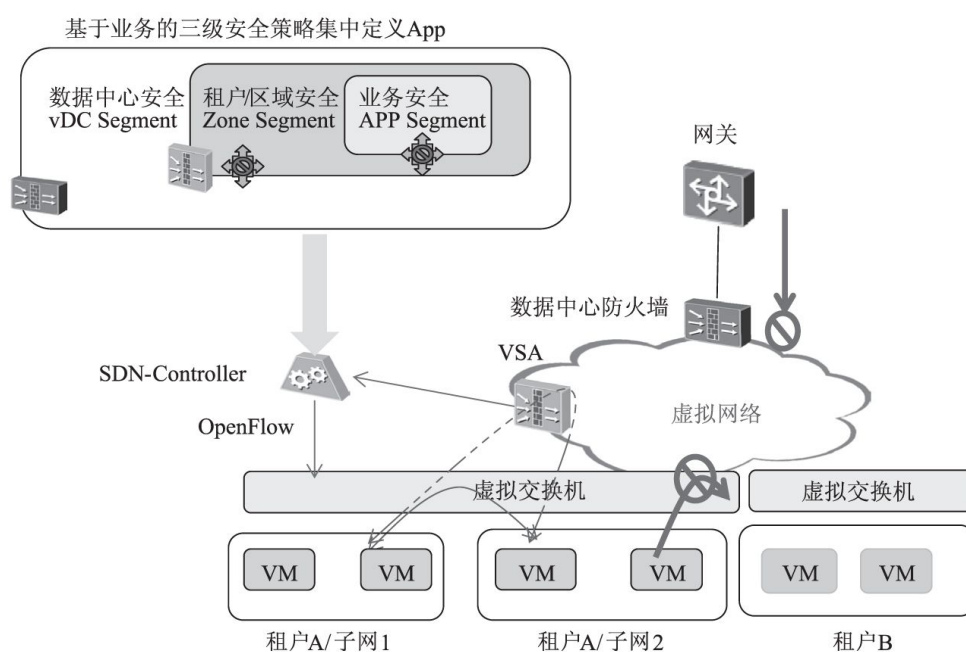 基于业务的三级安全策略集中定义App
数据中心安全
vDC Segment
租户/区域安全
Zone Segment
业务安全
APP Segment
网关
数据中心防火墙
VSA
SDN-Controller
虚拟网络
OpenFlow
虚拟交换机
虚拟交换机
VM
VM
VM
VM
VM
VM
租户A/子网1
租户A/子网2
租户B